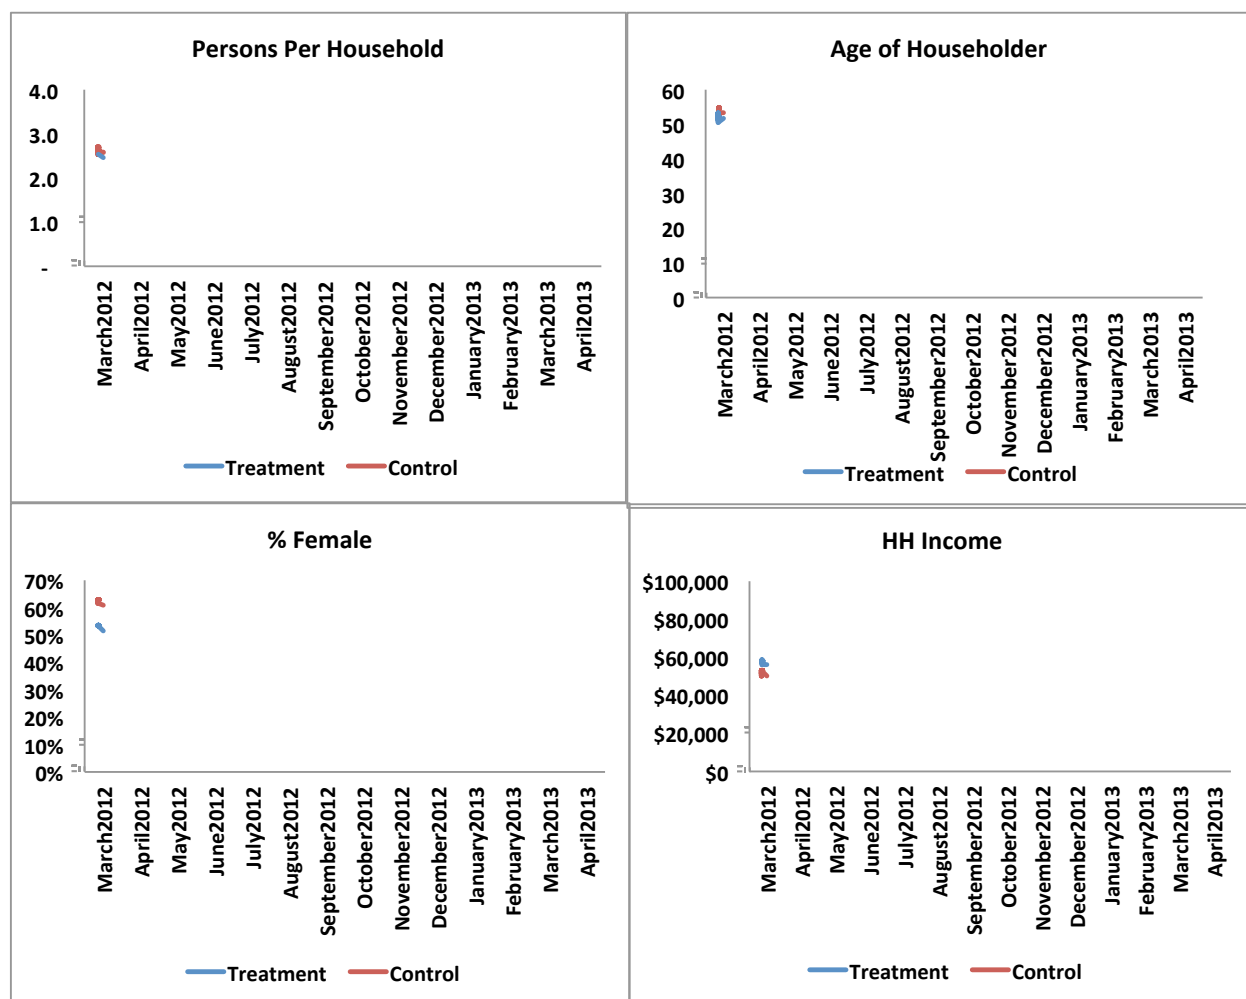 Persons Per Household
4.0
3.0
2.0
1.0
-
March2012
April2012
May2012
June2012
July2012
August2012
September2012
October2012
November2012
December2012
January2013
February2013
March2013
April2013
Treatment Control
Age of Householder
60
50
40
30
20
10
0
March2012
April2012
May2012
June2012
July2012
August2012
September2012
October2012
November2012
December2012
January2013
February2013
March2013
April2013
Treatment Control
% Female
70%
60%
50%
40%
30%
20%
10%
0%
March2012
April2012
May2012
June2012
July2012
August2012
September2012
October2012
November2012
December2012
January2013
February2013
March2013
April2013
Treatment Control
HH Income
$100,000
$80,000
$60,000
$40,000
$20,000
$0
March2012
April2012
May2012
June2012
July2012
August2012
September2012
October2012
November2012
December2012
January2013
February2013
March2013
April2013
Treatment Control